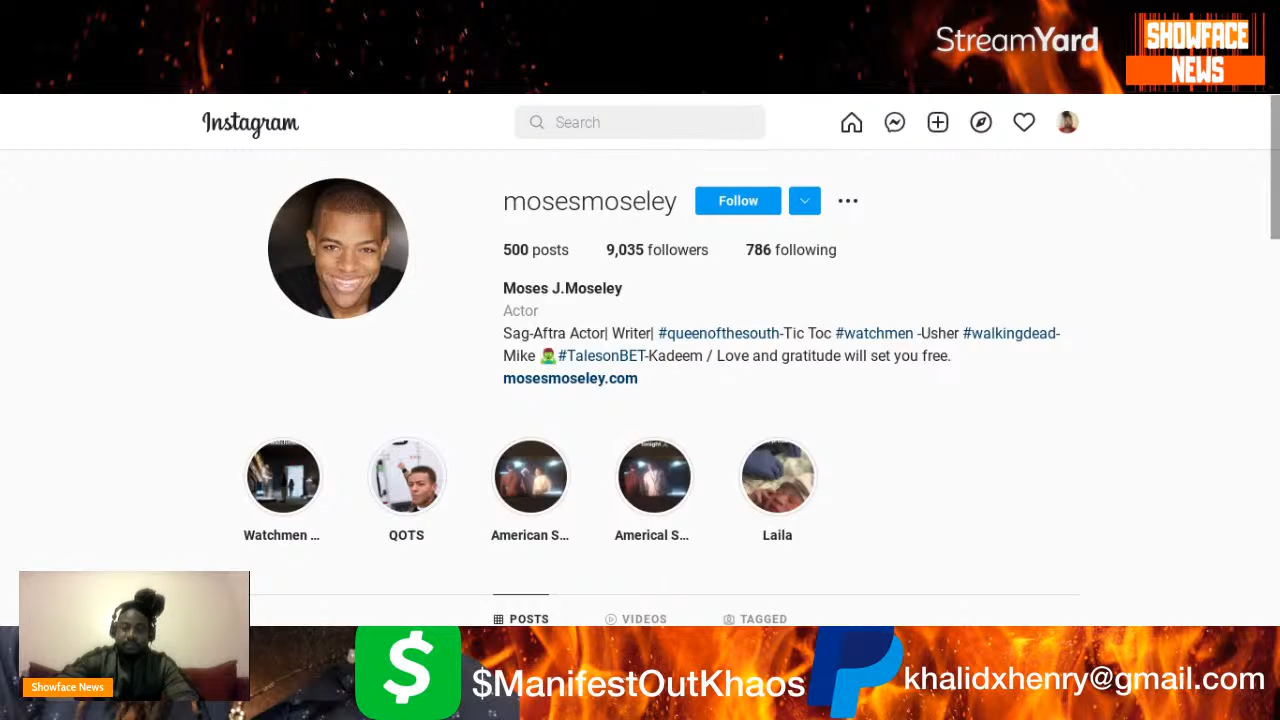 StreamYard
SHOWFACE
NEWS
Instagram
Search
mosesmoseley
Follow
500 posts 9,035 followers 786 following
Moses J.Moseley
Actor
Sag-Aftra Actor| Writer| #queenofthesouth-Tic Toc #watchmen -Usher #walkingdead-
Mike 🧟‍♂️#TalesonBET-Kadeem / Love and gratitude will set you free.
mosesmoseley.com
Watchmen ... QOTS American S... Americal S... Laila
POSTS VIDEOS TAGGED
Showface News
$ManifestOutKhaos
khalidxhenry@gmail.com